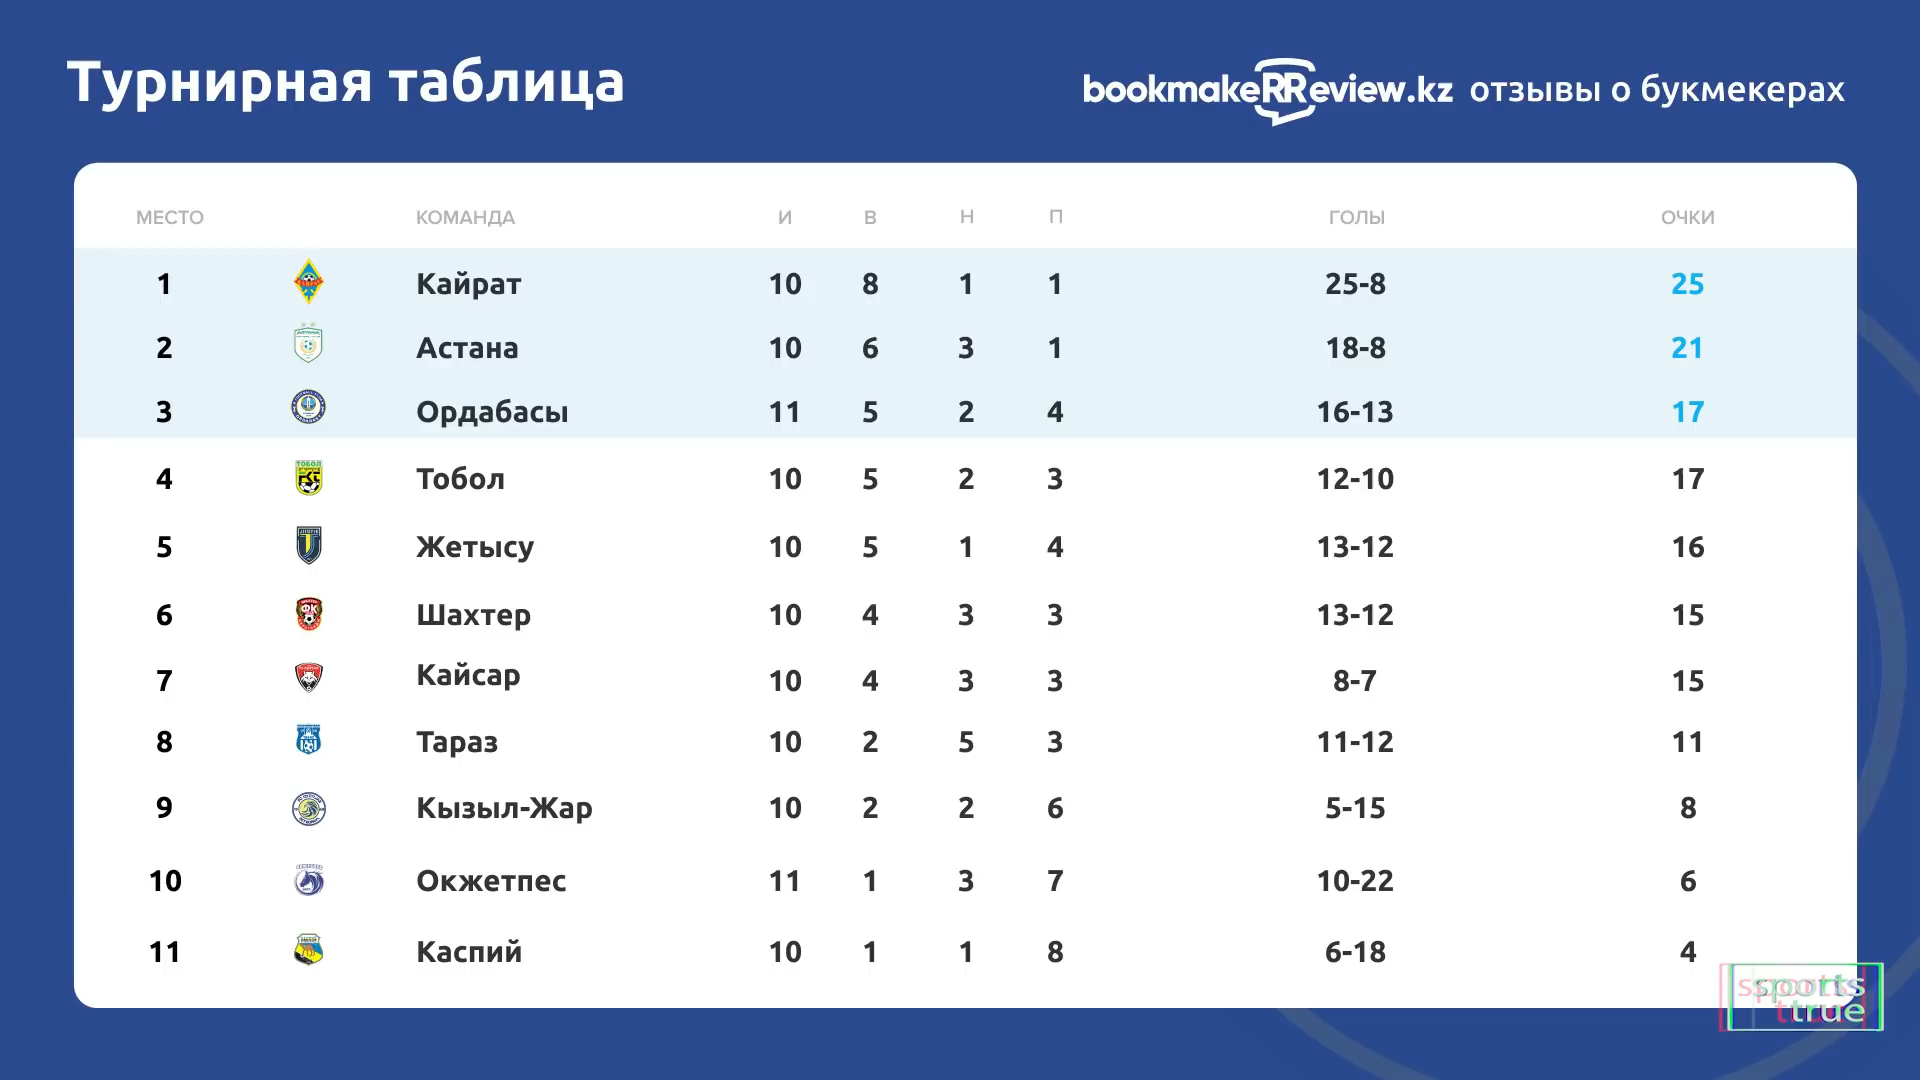 Турнирная таблица
bookmakeRReview.kz отзывы о букмекерах
МЕСТО КОМАНДА И В Н П ГОЛЫ ОЧКИ
1 Кайрат 10 8 1 1 25-8 25
2 Астана 10 6 3 1 18-8 21
3 Ордабасы 11 5 2 4 16-13 17
4 Тобол 10 5 2 3 12-10 17
5 Жетысу 10 5 1 4 13-12 16
6 Шахтер 10 4 3 3 13-12 15
7 Кайсар 10 4 3 3 8-7 15
8 Тараз 10 2 5 3 11-12 11
9 Кызыл-Жар 10 2 2 6 5-15 8
10 Окжетпес 11 1 3 7 10-22 6
11 Каспий 10 1 1 8 6-18 4
sports
true